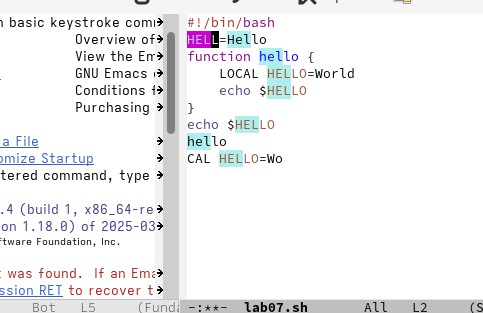 n basic keystroke com
Overview of
View the Em
GNU Emacs
Conditions f
Purchasing
a File
omize Startup
tered command, type
.4 (build 1, x86_64-re
on 1.18.0) of 2025-03
ftware Foundation, Inc.
t was found. If an Ema
ssion RET to recover t
Bot L5 (Funda
#!/bin/bash
HELL=Hello
function hello {
LOCAL HELLO=World
echo $HELLO
}
echo $HELLO
hello
CAL HELLO=Wo
-:**- lab07.sh All L2 (S